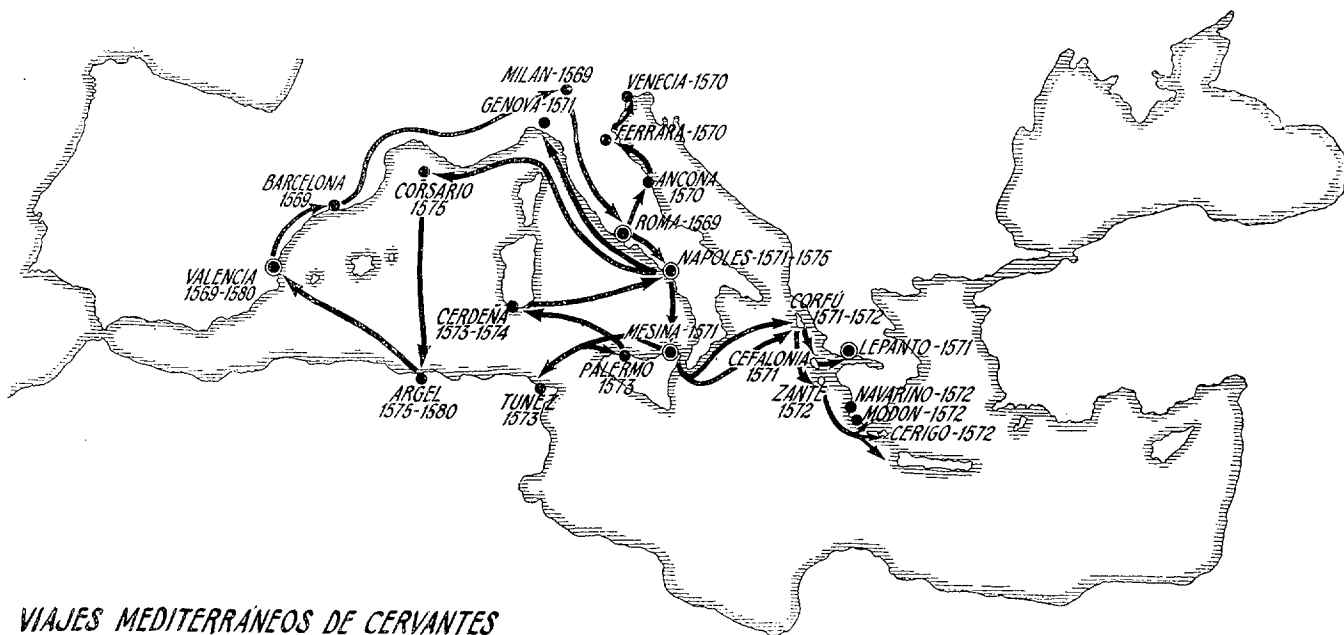 MILAN-1569
VENECIA-1570
GENOVA-1571
FERRARA-1570
BARCELONA
1569
CORSARIO
1575
ANCONA
1570
ROMA-1569
VALENCIA
1569-1580
NAPOLES-1571-1575
CERDEÑA
1573-1574
MESINA-1571
CORFÚ
1571-1572
PALERMO
1573
CEFALONIA
1571
LEPANTO-1571
ARGEL
1575-1580
TUNEZ
1573
ZANTE
1572
NAVARINO-1572
MODON-1572
CERIGO-1572
VIAJES MEDITERRÁNEOS DE CERVANTES